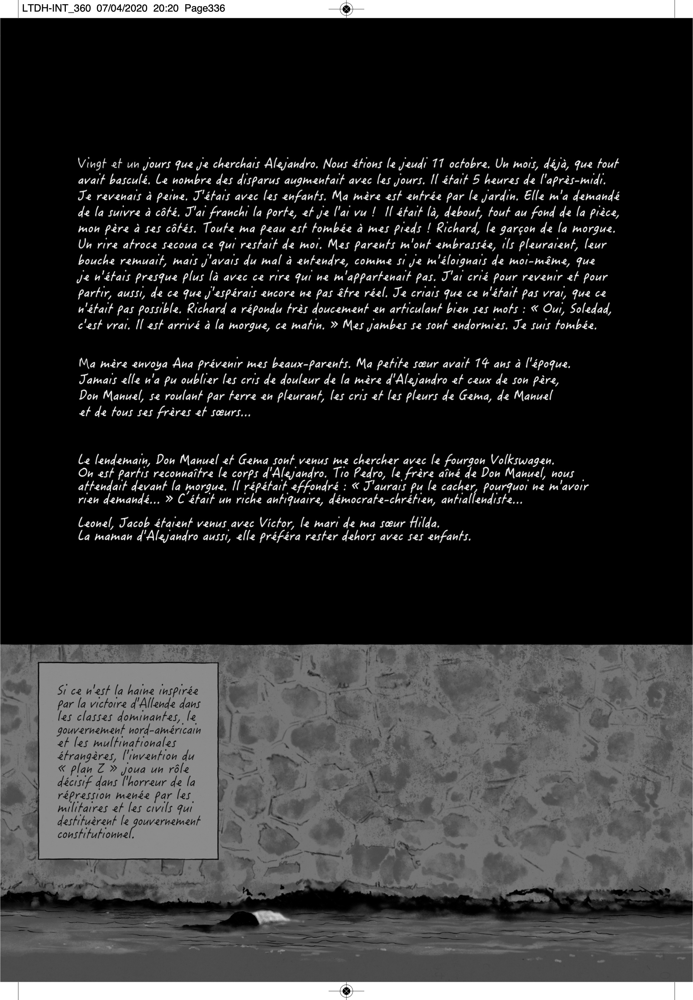 LTDH-INT_360 07/04/2020 20:20 Page336
Vingt et un jours que je cherchais Alejandro. Nous étions le jeudi 11 octobre. Un mois, déjà, que tout
avait basculé. Le nombre des disparus augmentait avec les jours. Il était 5 heures de l'après-midi.
Je revenais à peine. J'étais avec les enfants. Ma mère est entrée par le jardin. Elle m'a demandé
de la suivre à côté. J'ai franchi la porte, et je l'ai vu ! Il était là, debout, tout au fond de la pièce,
mon père à ses côtés. Toute ma peau est tombée à mes pieds ! Richard, le garçon de la morgue.
Un rire atroce secoua ce qui restait de moi. Mes parents m'ont embrassée, ils pleuraient, leur
bouche remuait, mais j'avais du mal à entendre, comme si je m'éloignais de moi-même, que
je n'étais presque plus là avec ce rire qui ne m'appartenait pas. J'ai crié pour revenir et pour
partir, aussi, de ce que j'espérais encore ne pas être réel. Je criais que ce n'était pas vrai, que ce
n'était pas possible. Richard a répondu très doucement en articulant bien ses mots : « Oui, Soledad,
c'est vrai. Il est arrivé à la morgue, ce matin. » Mes jambes se sont endormies. Je suis tombée.
Ma mère envoya Ana prévenir mes beaux-parents. Ma petite sœur avait 14 ans à l'époque.
Jamais elle n'a pu oublier les cris de douleur de la mère d'Alejandro et ceux de son père,
Don Manuel, se roulant par terre en pleurant, les cris et les pleurs de Gema, de Manuel
et de tous ses frères et sœurs...
Le lendemain, Don Manuel et Gema sont venus me chercher avec le fourgon Volkswagen.
On est partis reconnaître le corps d'Alejandro. Tio Pedro, le frère aîné de Don Manuel, nous
attendait devant la morgue. Il répétait effondré : « J'aurais pu le cacher, pourquoi ne m'avoir
rien demandé... » C'était un riche antiquaire, démocrate-chrétien, antiallendiste...
Leonel, Jacob étaient venus avec Víctor, le mari de ma sœur Hilda.
La maman d'Alejandro aussi, elle préféra rester dehors avec ses enfants.
Si ce n'est la haine inspirée
par la victoire d'Allende dans
les classes dominantes, le
gouvernement nord-américain
et les multinationales
étrangères, l'invention du
« plan Z » joua un rôle
décisif dans l'horreur de la
répression menée par les
militaires et les civils qui
destituèrent le gouvernement
constitutionnel.